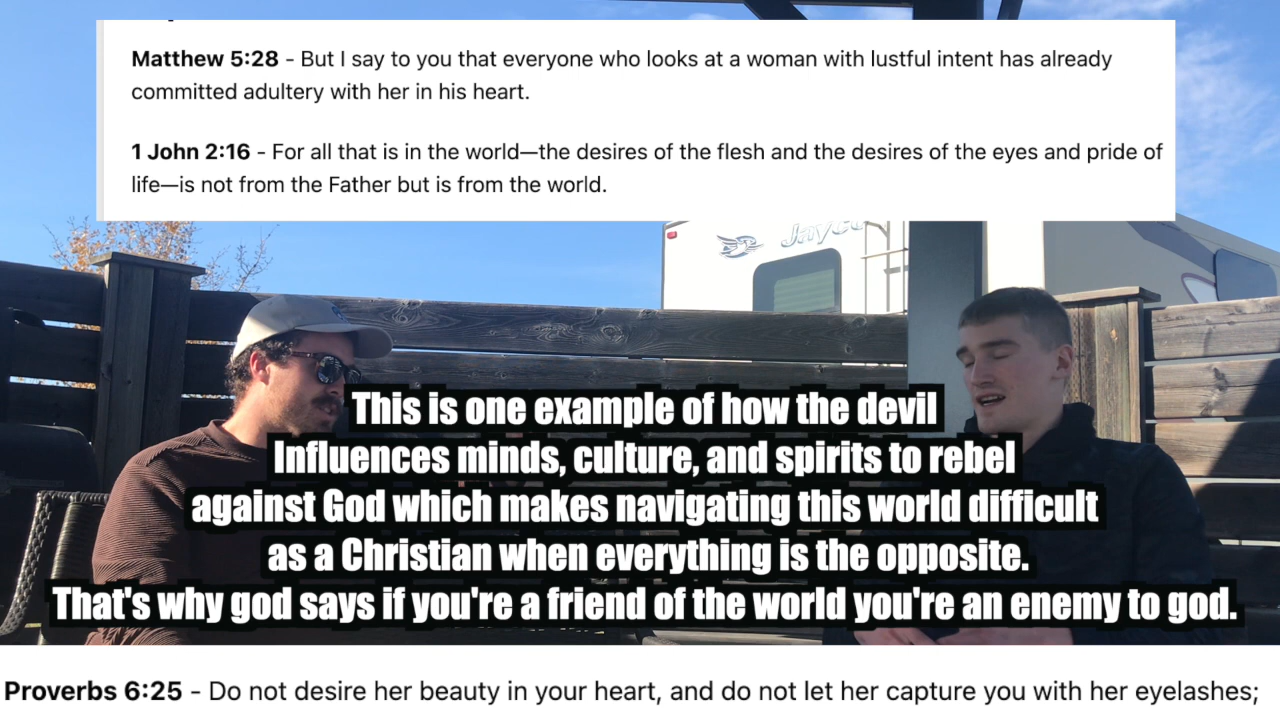 Matthew 5:28 - But I say to you that everyone who looks at a woman with lustful intent has already
committed adultery with her in his heart.
1 John 2:16 - For all that is in the world—the desires of the flesh and the desires of the eyes and pride of
life—is not from the Father but is from the world.
Jayco
This is one example of how the devil
Influences minds, culture, and spirits to rebel
against God which makes navigating this world difficult
as a Christian when everything is the opposite.
That's why god says if you're a friend of the world you're an enemy to god.
Proverbs 6:25 - Do not desire her beauty in your heart, and do not let her capture you with her eyelashes;